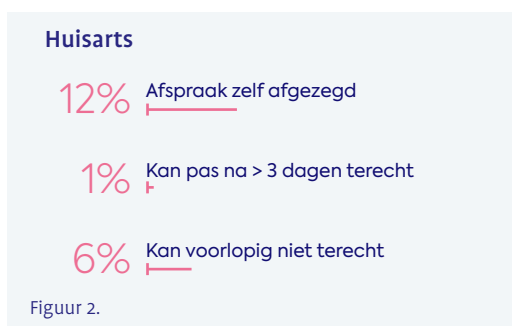 Huisarts
12% Afspraak zelf afgezegd
1% Kan pas na > 3 dagen terecht
6% Kan voorlopig niet terecht
Figuur 2.